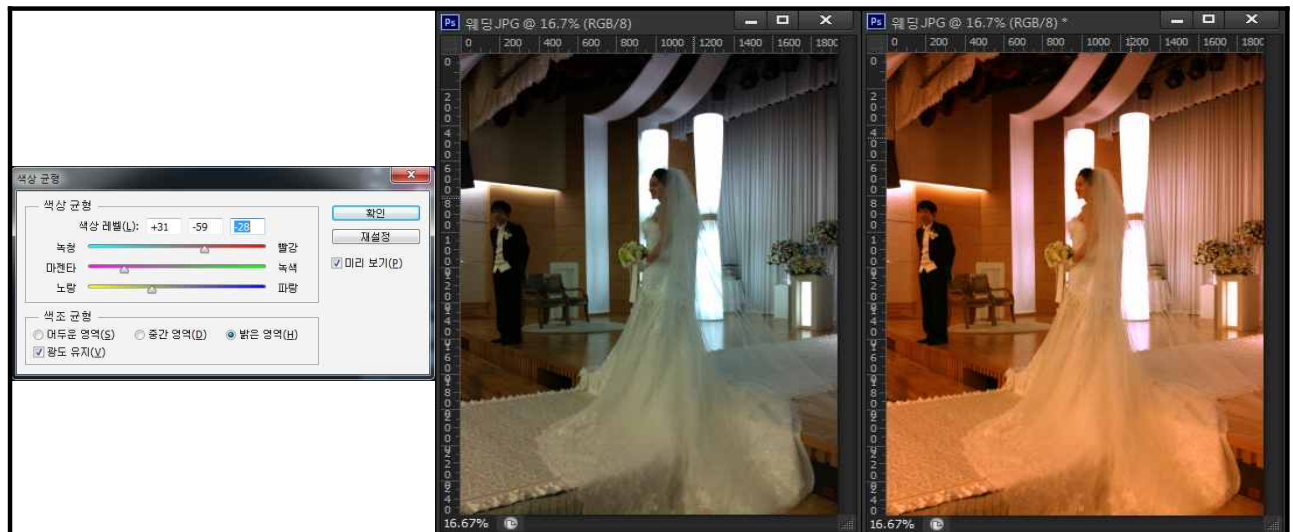 색상 균형
색상 균형
색상 레벨(L): +31 -59 -28
확인
재설정
미리 보기(P)
녹청 빨강
마젠타 녹색
노랑 파랑
색조 균형
어두운 영역(S) 중간 영역(D) 밝은 영역(H)
광도 유지(V)
Ps 웨딩.JPG @ 16.7% (RGB/8)
0 200 400 600 800 1000 1200 1400 1600 1800
16.67%
Ps 웨딩.JPG @ 16.7% (RGB/8) *
0 200 400 600 800 1000 1200 1400 1600 1800
16.67%